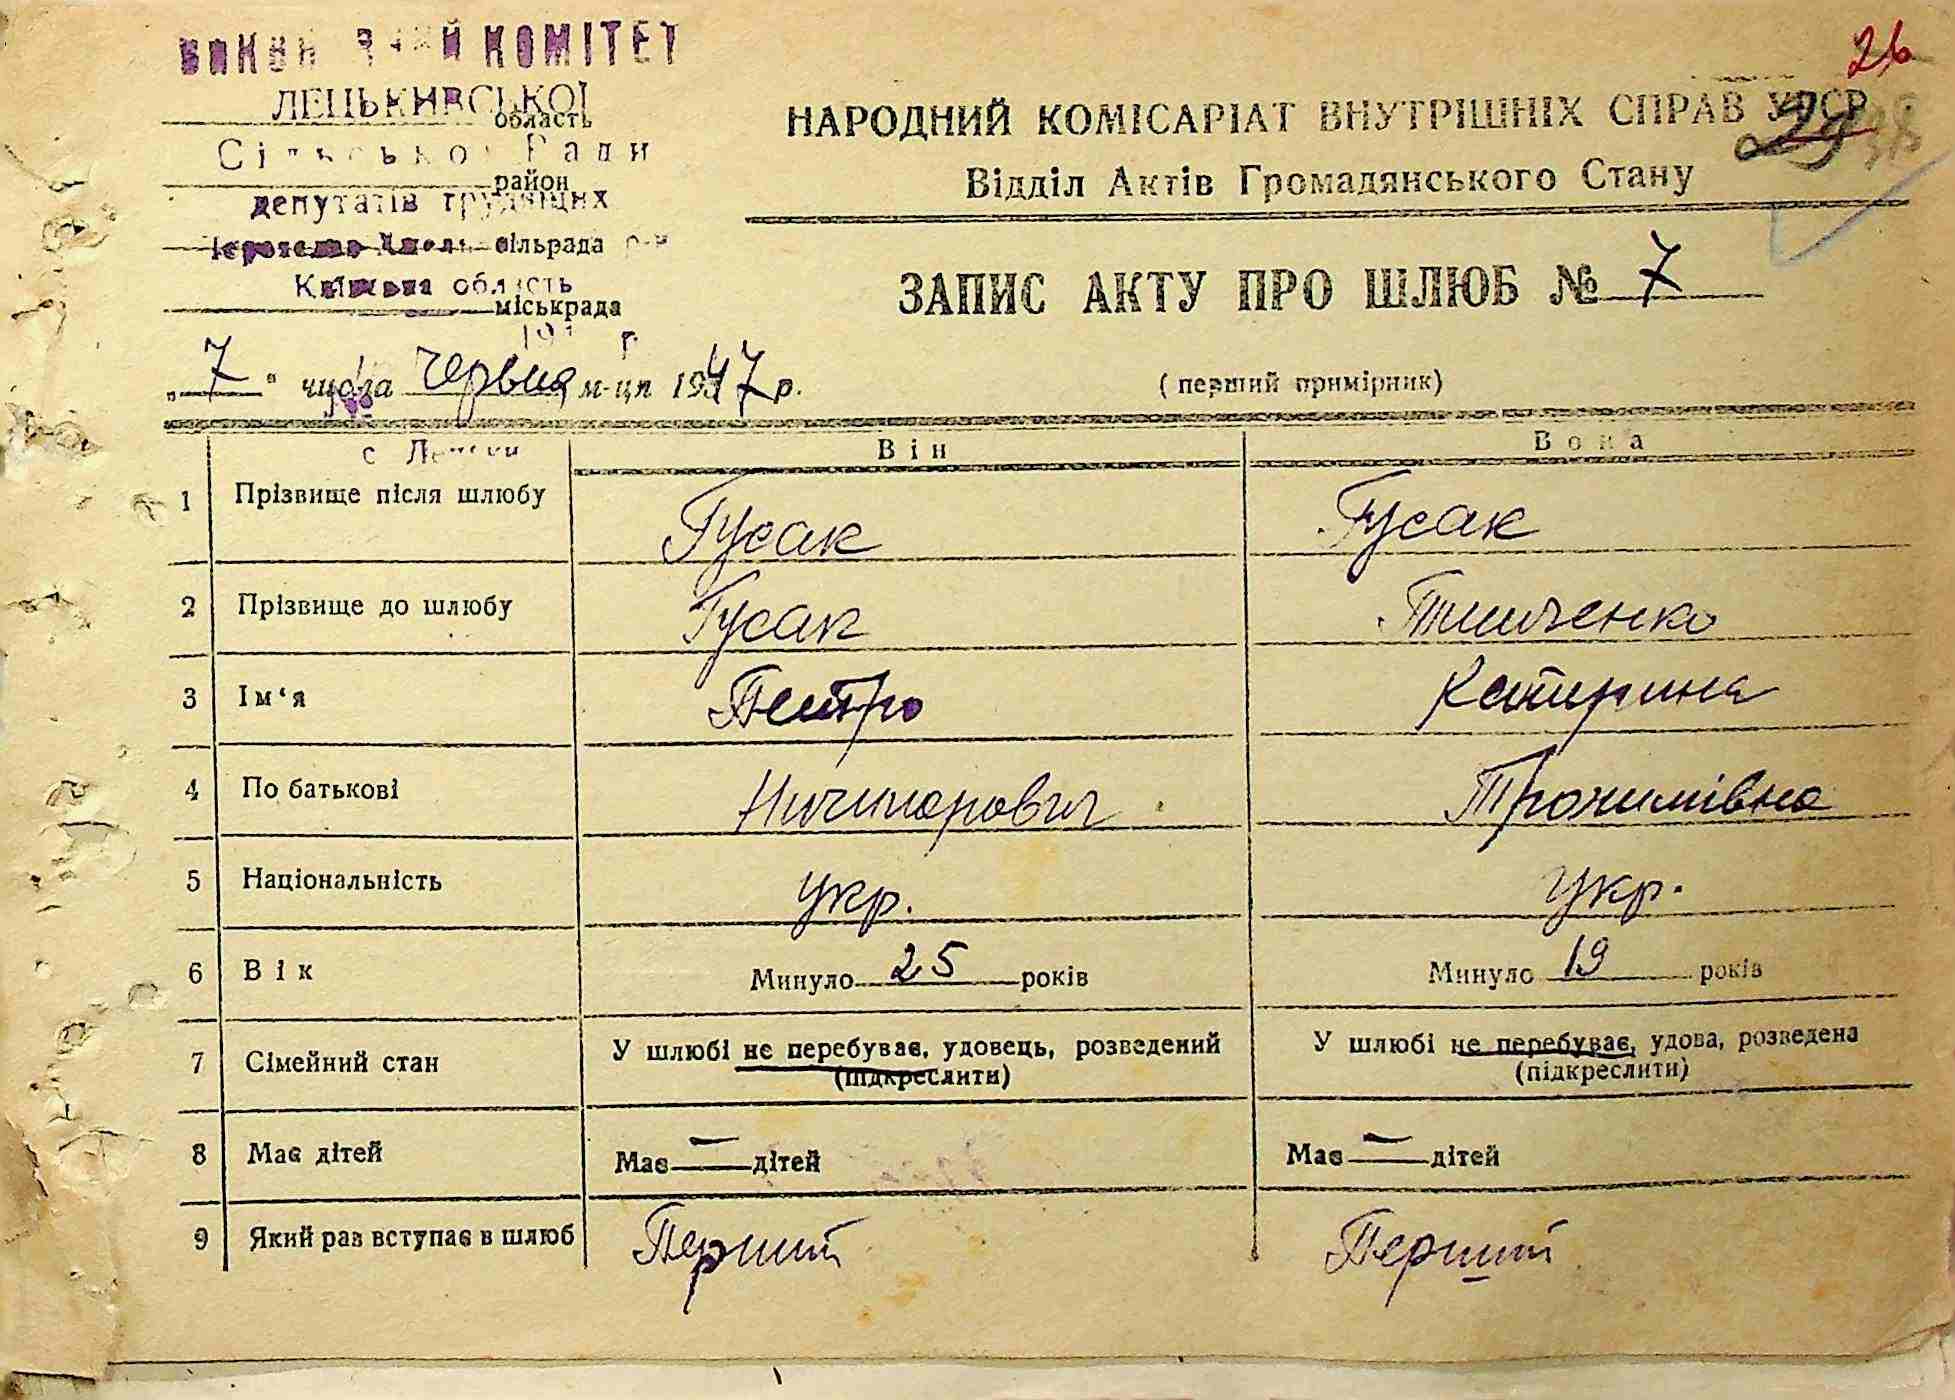 КОМІТЕТ
ЛЕЦЬКІВСЬКОЇ
область
Сільської Ради
район
депутатів трудящих
сільрада р-н
Київська область
міськрада
„7“ числа червня м-ця 1947 р.
26
НАРОДНИЙ КОМІСАРІАТ ВНУТРІШНІХ СПРАВ УРСР
29 38
Відділ Актів Громадянського Стану
ЗАПИС АКТУ ПРО ШЛЮБ № 7
(перший примірник)
с
Він Вона
1 Прізвище після шлюбу Гусак Гусак
2 Прізвище до шлюбу Гусак Тимченко
3 Ім‘я Петро Катерина
4 По батькові Ничипорович Трохимівна
5 Національність укр. укр.
6 Вік Минуло 25 років Минуло 19 років
7 Сімейний стан У шлюбі не перебуває, удовець, розведений У шлюбі не перебуває, удова, розведена
(підкреслити) (підкреслити)
8 Має дітей Має — дітей Має — дітей
9 Який раз вступає в шлюб Перший Перший